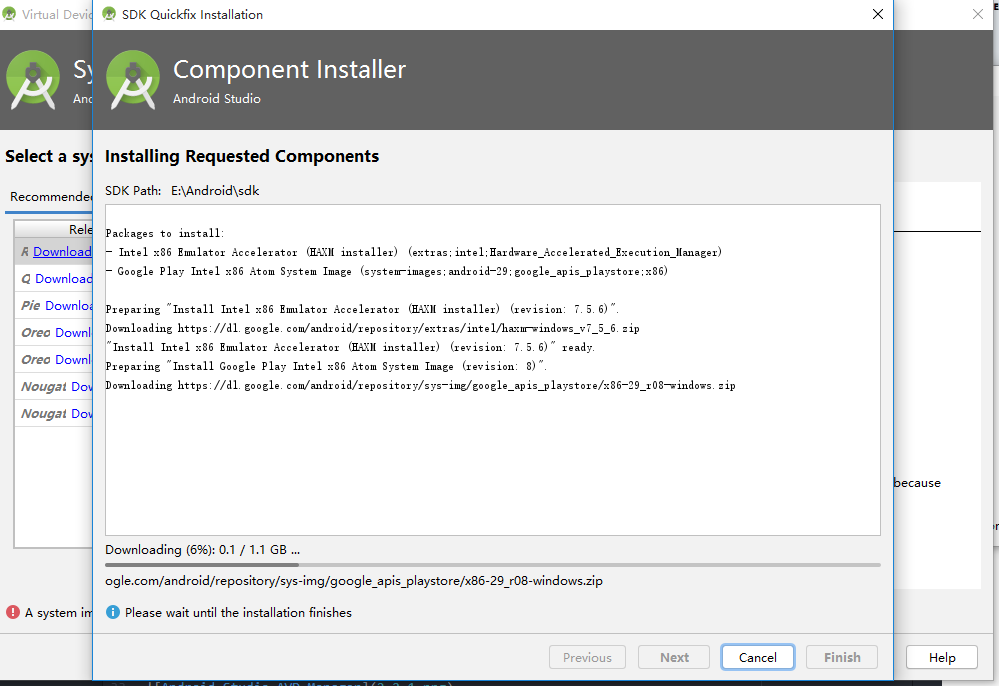 Virtual Devic
SDK Quickfix Installation
Sy
Component Installer
And
Android Studio
Select a sys
Installing Requested Components
Recommended
SDK Path: E:\Android\sdk
Rele
R Download
Q Download
Pie Downloa
Oreo Downl
Oreo Downl
Nougat Dow
Nougat Dow
Packages to install:
- Intel x86 Emulator Accelerator (HAXM installer) (extras;intel;Hardware_Accelerated_Execution_Manager)
- Google Play Intel x86 Atom System Image (system-images;android-29;google_apis_playstore;x86)
Preparing "Install Intel x86 Emulator Accelerator (HAXM installer) (revision: 7.5.6)".
Downloading https://dl.google.com/android/repository/extras/intel/haxm-windows_v7_5_6.zip
"Install Intel x86 Emulator Accelerator (HAXM installer) (revision: 7.5.6)" ready.
Preparing "Install Google Play Intel x86 Atom System Image (revision: 8)".
Downloading https://dl.google.com/android/repository/sys-img/google_apis_playstore/x86-29_r08-windows.zip
because
Downloading (6%): 0.1 / 1.1 GB ...
ogle.com/android/repository/sys-img/google_apis_playstore/x86-29_r08-windows.zip
A system im
Please wait until the installation finishes
Previous
Next
Cancel
Finish
Help